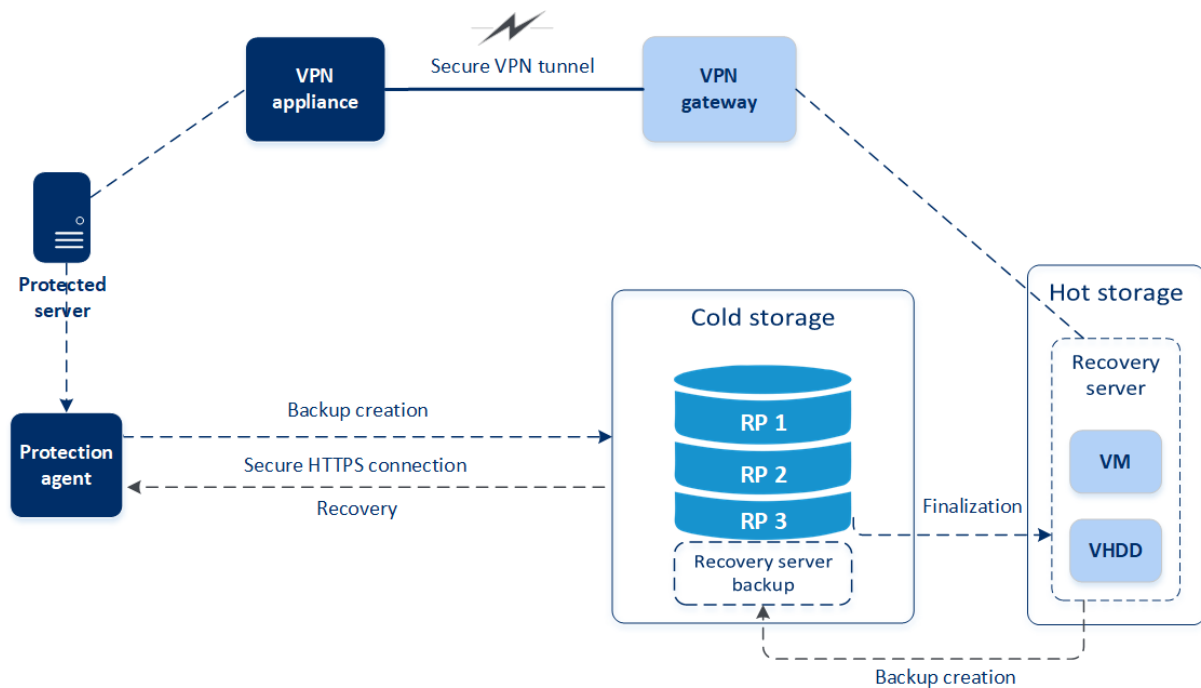 VPN
appliance
Secure VPN tunnel
VPN
gateway
Protected
server
Protection
agent
Backup creation
Secure HTTPS connection
Recovery
Cold storage
RP 1
RP 2
RP 3
Recovery server
backup
Finalization
Hot storage
Recovery
server
VM
VHDD
Backup creation